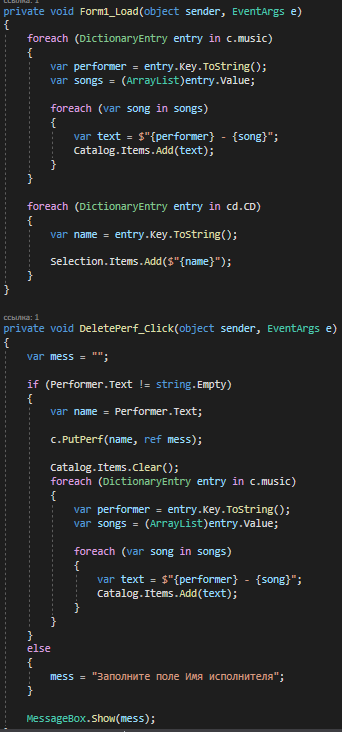 ссылка: 1
private void Form1_Load(object sender, EventArgs e)
{
foreach (DictionaryEntry entry in c.music)
{
var performer = entry.Key.ToString();
var songs = (ArrayList)entry.Value;
foreach (var song in songs)
{
var text = $"{performer} - {song}";
Catalog.Items.Add(text);
}
}
foreach (DictionaryEntry entry in cd.CD)
{
var name = entry.Key.ToString();
Selection.Items.Add($"{name}");
}
}
ссылка: 1
private void DeletePerf_Click(object sender, EventArgs e)
{
var mess = "";
if (Performer.Text != string.Empty)
{
var name = Performer.Text;
c.PutPerf(name, ref mess);
Catalog.Items.Clear();
foreach (DictionaryEntry entry in c.music)
{
var performer = entry.Key.ToString();
var songs = (ArrayList)entry.Value;
foreach (var song in songs)
{
var text = $"{performer} - {song}";
Catalog.Items.Add(text);
}
}
}
else
{
mess = "Заполните поле Имя исполнителя";
}
MessageBox.Show(mess);